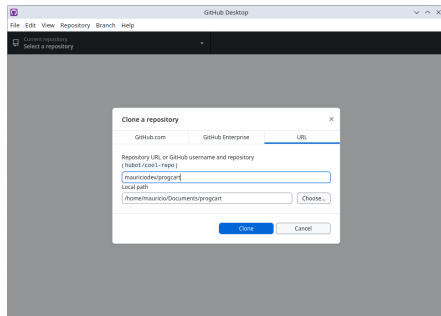 GitHub Desktop
File Edit View Repository Branch Help
Current repository
Select a repository
Clone a repository
GitHub.com GitHub Enterprise URL
Repository URL or GitHub username and repository
(hubot/cool-repo)
mauriciodev/progcart
Local path
/home/mauricio/Documents/progcart Choose...
Clone Cancel